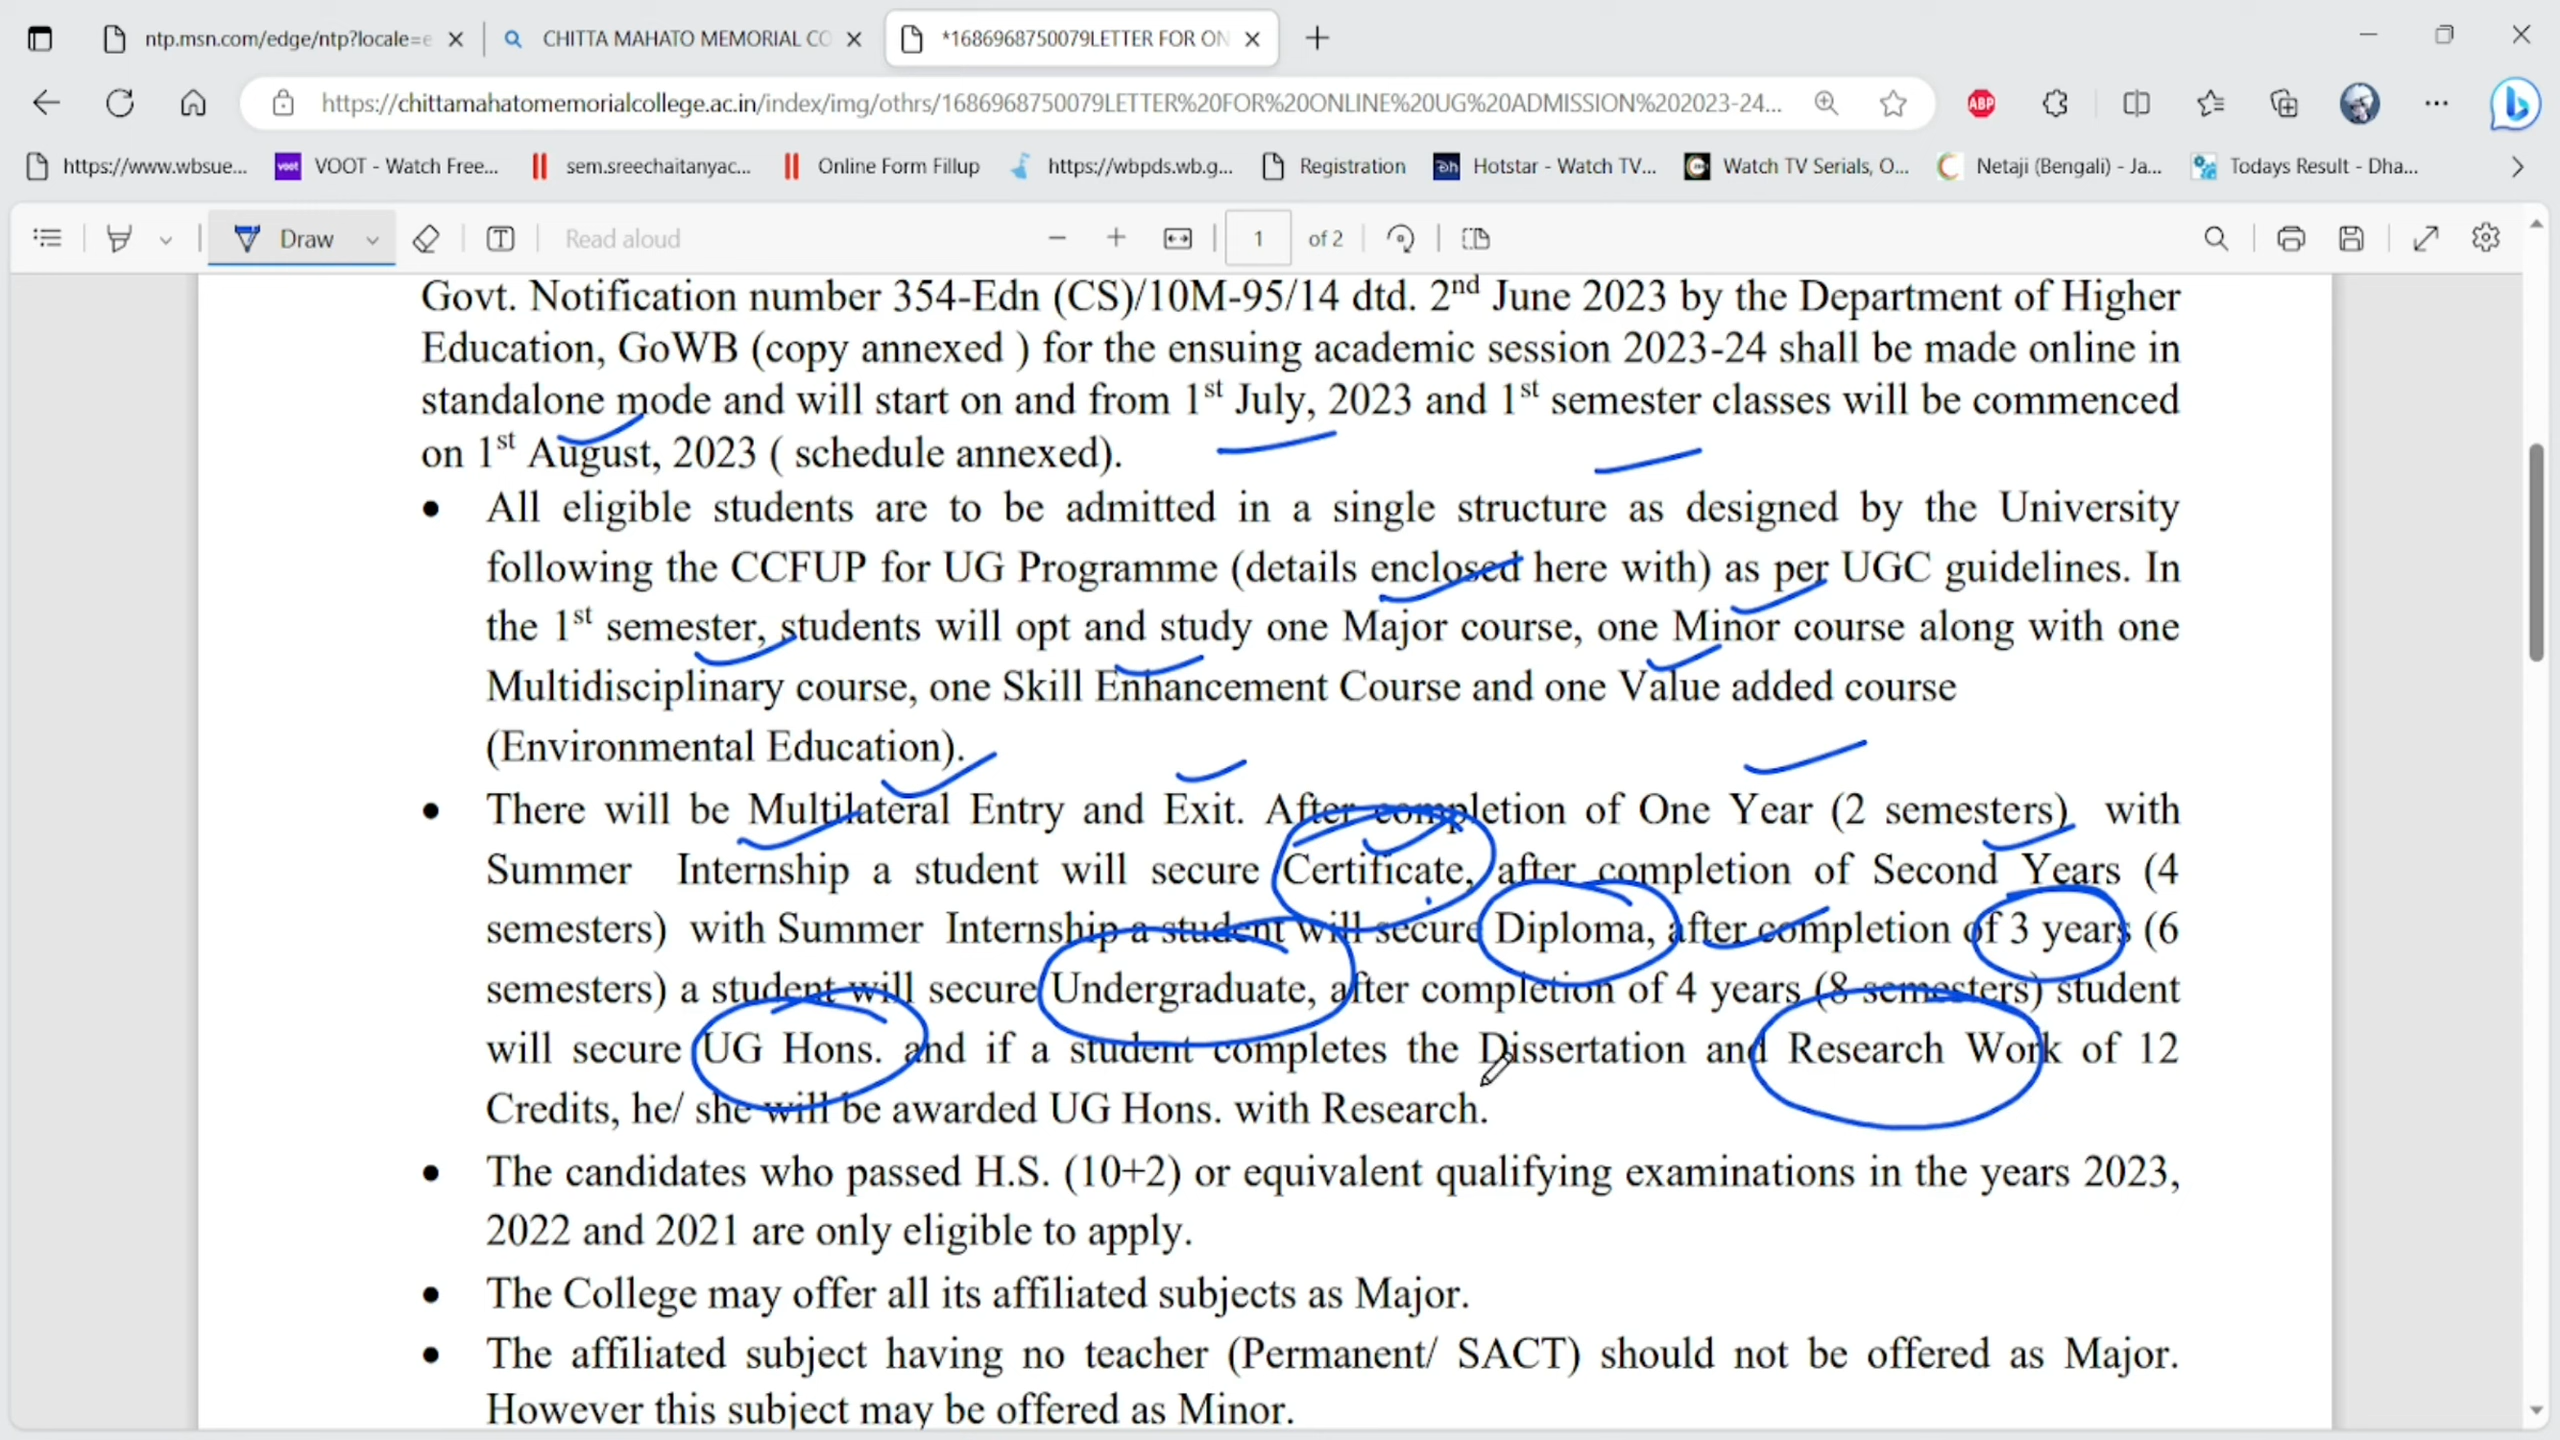 ntp.msn.com/edge/ntp?locale=e
CHITTA MAHATO MEMORIAL CO
*1686968750079LETTER FOR ON
https://chittamahatomemorialcollege.ac.in/index/img/othrs/1686968750079LETTER%20FOR%20ONLINE%20UG%20ADMISSION%202023-24...
ABP
https://www.wbsue... voot VOOT - Watch Free... sem.sreechaitanyac... Online Form Fillup https://wbpds.wb.g... Registration Dh Hotstar - Watch TV... Watch TV Serials, O... Netaji (Bengali) - Ja... Todays Result - Dha...
Draw Read aloud 1 of 2
Govt. Notification number 354-Edn (CS)/10M-95/14 dtd. 2nd June 2023 by the Department of Higher
Education, GoWB (copy annexed ) for the ensuing academic session 2023-24 shall be made online in
standalone mode and will start on and from 1st July, 2023 and 1st semester classes will be commenced
on 1st August, 2023 ( schedule annexed).
• All eligible students are to be admitted in a single structure as designed by the University
following the CCFUP for UG Programme (details enclosed here with) as per UGC guidelines. In
the 1st semester, students will opt and study one Major course, one Minor course along with one
Multidisciplinary course, one Skill Enhancement Course and one Value added course
(Environmental Education).
• There will be Multilateral Entry and Exit. After completion of One Year (2 semesters) with
Summer Internship a student will secure Certificate, after completion of Second Years (4
semesters) with Summer Internship a student will secure Diploma, after completion of 3 years (6
semesters) a student will secure Undergraduate, after completion of 4 years (8 semesters) student
will secure UG Hons. and if a student completes the Dissertation and Research Work of 12
Credits, he/ she will be awarded UG Hons. with Research.
• The candidates who passed H.S. (10+2) or equivalent qualifying examinations in the years 2023,
2022 and 2021 are only eligible to apply.
• The College may offer all its affiliated subjects as Major.
• The affiliated subject having no teacher (Permanent/ SACT) should not be offered as Major.
However this subject may be offered as Minor.